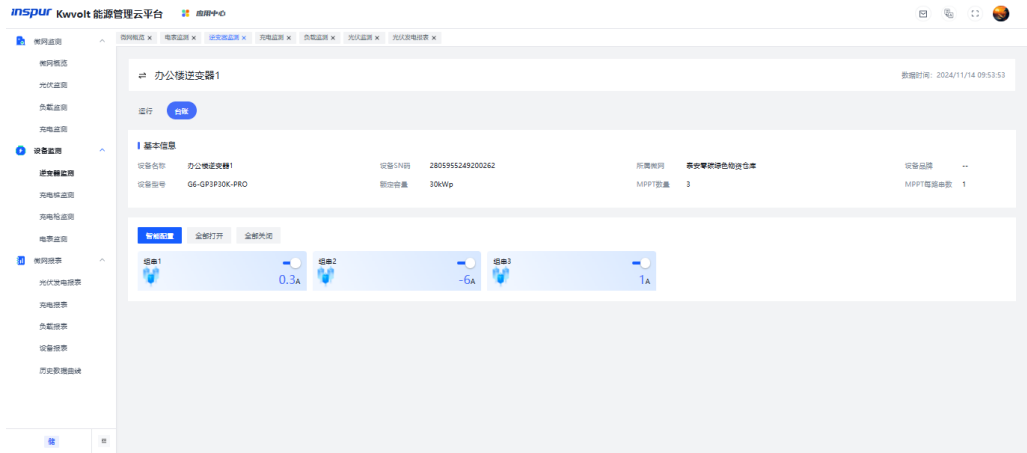 inspur Kwvolt 能源管理云平台 应用中心
微网监测
微网概览
光伏监测
负载监测
充电监测
设备监测
逆变器监测
充电桩监测
充电枪监测
电表监测
微网报表
光伏发电报表
充电报表
负载报表
设备报表
历史数据曲线
储
微网概览 × 电表监测 × 逆变器监测 × 充电监测 × 负载监测 × 光伏监测 × 光伏发电报表 ×
办公楼逆变器1 数据时间：2024/11/14 09:53:53
运行 台账
基本信息
设备名称 办公楼逆变器1 设备SN码 2805955249200262 所属微网 泰安零碳绿色物资仓库 设备品牌 --
设备型号 G6-GP3P30K-PRO 额定容量 30kWp MPPT数量 3 MPPT每路串数 1
智能配置 全部打开 全部关闭
组串1 组串2 组串3
0.3A -6A 1A